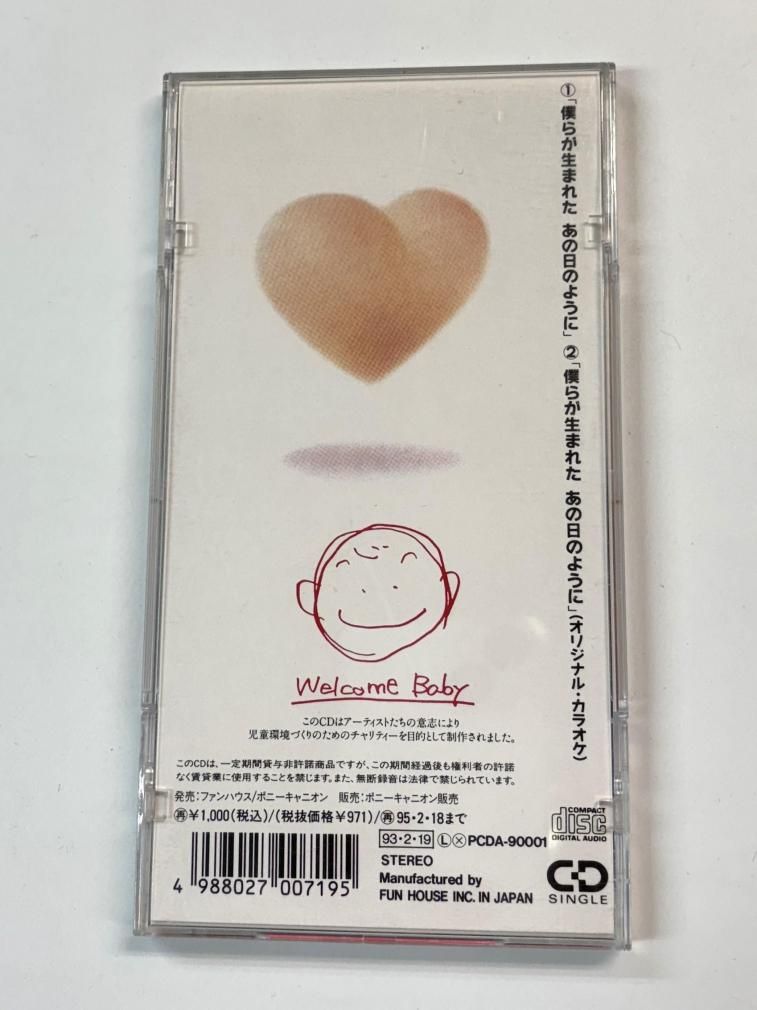 ①「僕らが生まれた あの日のように」②「僕らが生まれた あの日のように」(オリジナル・カラオケ)
Welcome Baby
このCDはアーティストたちの意志により
児童環境づくりのためのチャリティーを目的として制作されました。
このCDは、一定期間貸与非許諾商品ですが、この期間経過後も権利者の許諾
なく賃貸業に使用することを禁じます。また、無断録音は法律で禁じられています。
発売:ファンハウス/ポニーキャニオン 販売:ポニーキャニオン販売
㊢¥1,000(税込)/(税抜価格¥971)/㊢95・2・18まで
93・2・19 Ⓛ Ⓧ PCDA-90001
STEREO
Manufactured by
FUN HOUSE INC. IN JAPAN
4 988027 007195
COMPACT
disc
DIGITAL AUDIO
CD
SINGLE